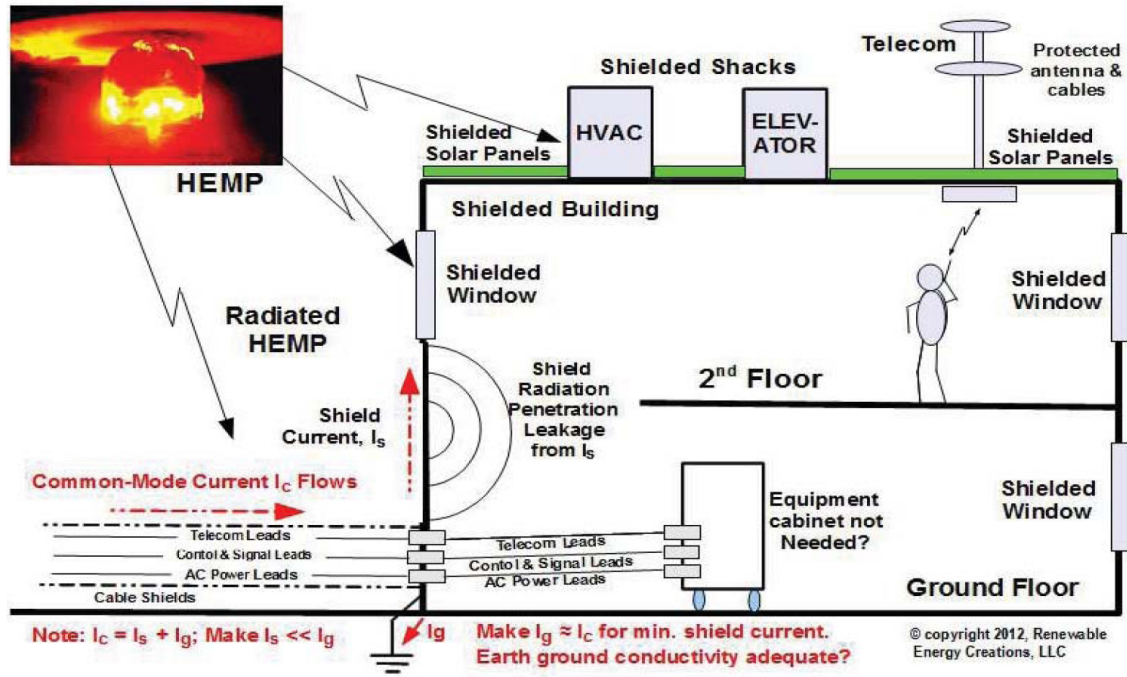 HEMP
Radiated
HEMP
Shielded Shacks
HVAC
ELEV-
ATOR
Telecom
Protected
antenna &
cables
Shielded
Solar Panels
Shielded
Solar Panels
Shielded Building
Shielded
Window
Shielded
Window
2nd Floor
Shield
Current, Is
Shield
Radiation
Penetration
Leakage
from Is
Common-Mode Current Ic Flows
Telecom Leads
Contol & Signal Leads
AC Power Leads
Cable Shields
Telecom Leads
Contol & Signal Leads
AC Power Leads
Equipment
cabinet not
Needed?
Shielded
Window
Ground Floor
Note: Ic = Is + Ig; Make Is << Ig
Ig
Make Ig ≈ Ic for min. shield current.
Earth ground conductivity adequate?
© copyright 2012, Renewable
Energy Creations, LLC